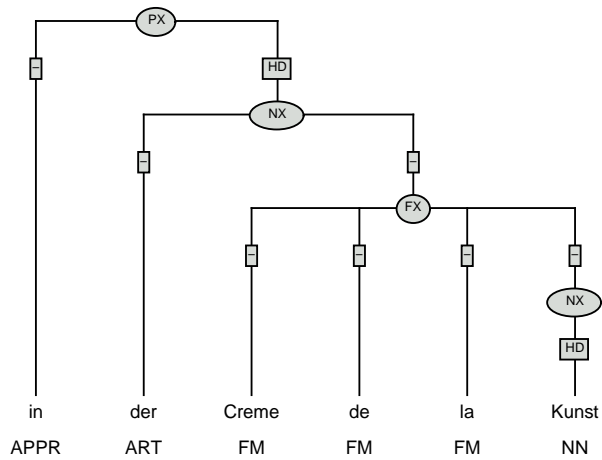 PX
– HD
NX
– –
FX
– – – –
NX
HD
in der Creme de la Kunst
APPR ART FM FM FM NN